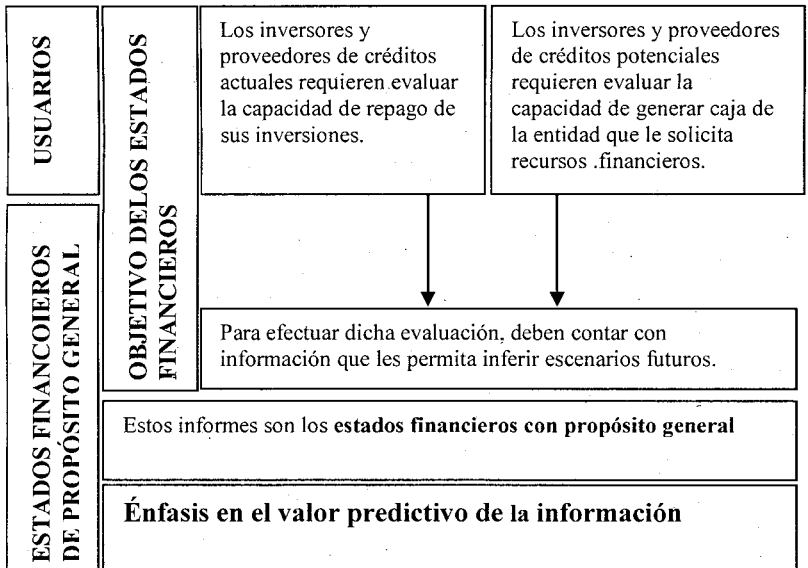 USUARIOS
OBJETIVO DELOS ESTADOS
FINANCIEROS
Los inversores y
proveedores de créditos
actuales requieren evaluar
la capacidad de repago de
sus inversiones.
Los inversores y proveedores
de créditos potenciales
requieren evaluar la
capacidad de generar caja de
la entidad que le solicita
recursos .financieros.
Para efectuar dicha evaluación, deben contar con
información que les permita inferir escenarios futuros.
ESTADOS FINANCOIEROS
DE PROPÓSITO GENERAL
Estos informes son los estados financieros con propósito general
Énfasis en el valor predictivo de la información